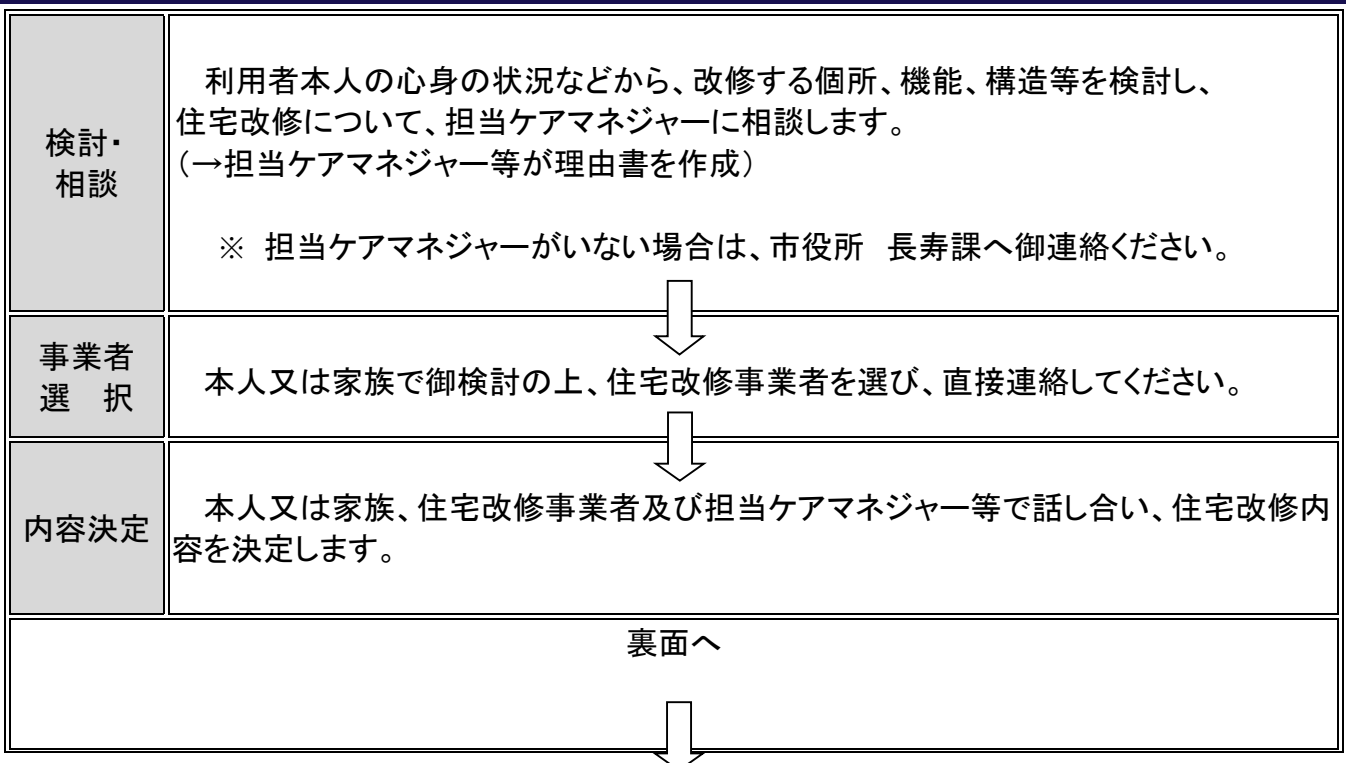 検討・
相談
利用者本人の心身の状況などから、改修する個所、機能、構造等を検討し、
住宅改修について、担当ケアマネジャーに相談します。
（→担当ケアマネジャー等が理由書を作成）
※　担当ケアマネジャーがいない場合は、市役所　長寿課へ御連絡ください。
事業者
選　択
本人又は家族で御検討の上、住宅改修事業者を選び、直接連絡してください。
内容決定
本人又は家族、住宅改修事業者及び担当ケアマネジャー等で話し合い、住宅改修内
容を決定します。
裏面へ